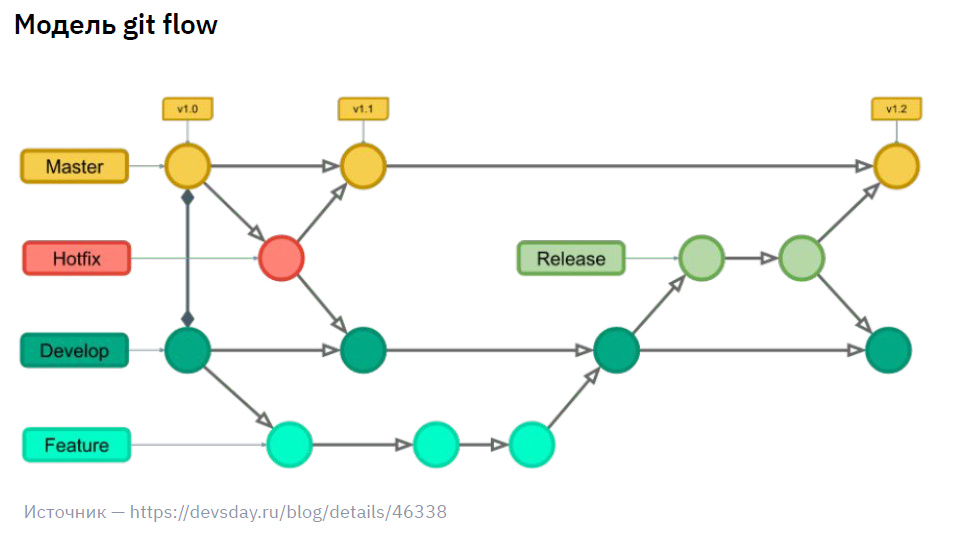 Модель git flow
v1.0
v1.1
v1.2
Master
Hotfix
Release
Develop
Feature
Источник — https://devsday.ru/blog/details/46338